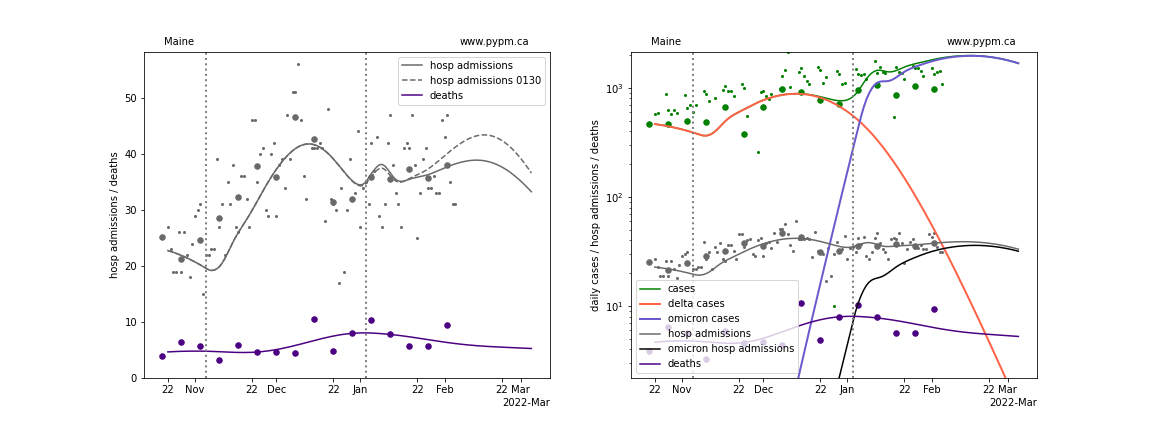 Maine
www.pypm.ca
hosp admissions / deaths
50
40
30
20
10
0
hosp admissions
hosp admissions 0130
deaths
22 Nov 22 Dec 22 Jan 22 Feb 22 Mar
2022-Mar
Maine
www.pypm.ca
daily cases / hosp admissions / deaths
10³
10²
10¹
cases
delta cases
omicron cases
hosp admissions
omicron hosp admissions
deaths
22 Nov 22 Dec 22 Jan 22 Feb 22 Mar
2022-Mar